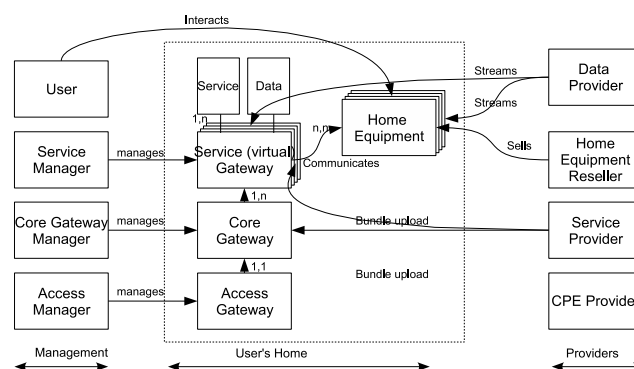 Interacts
User
Service
Data
Streams
Data
Provider
Streams
1,n
n,n
Home
Equipment
Service
Manager
manages
Service (virtual)
Gateway
Communicates
Sells
Home
Equipment
Reseller
1,n
Core Gateway
Manager
manages
Core
Gateway
Bundle upload
Service
Provider
1,1
Bundle upload
Access
Manager
manages
Access
Gateway
CPE Provider
Management
User's Home
Providers